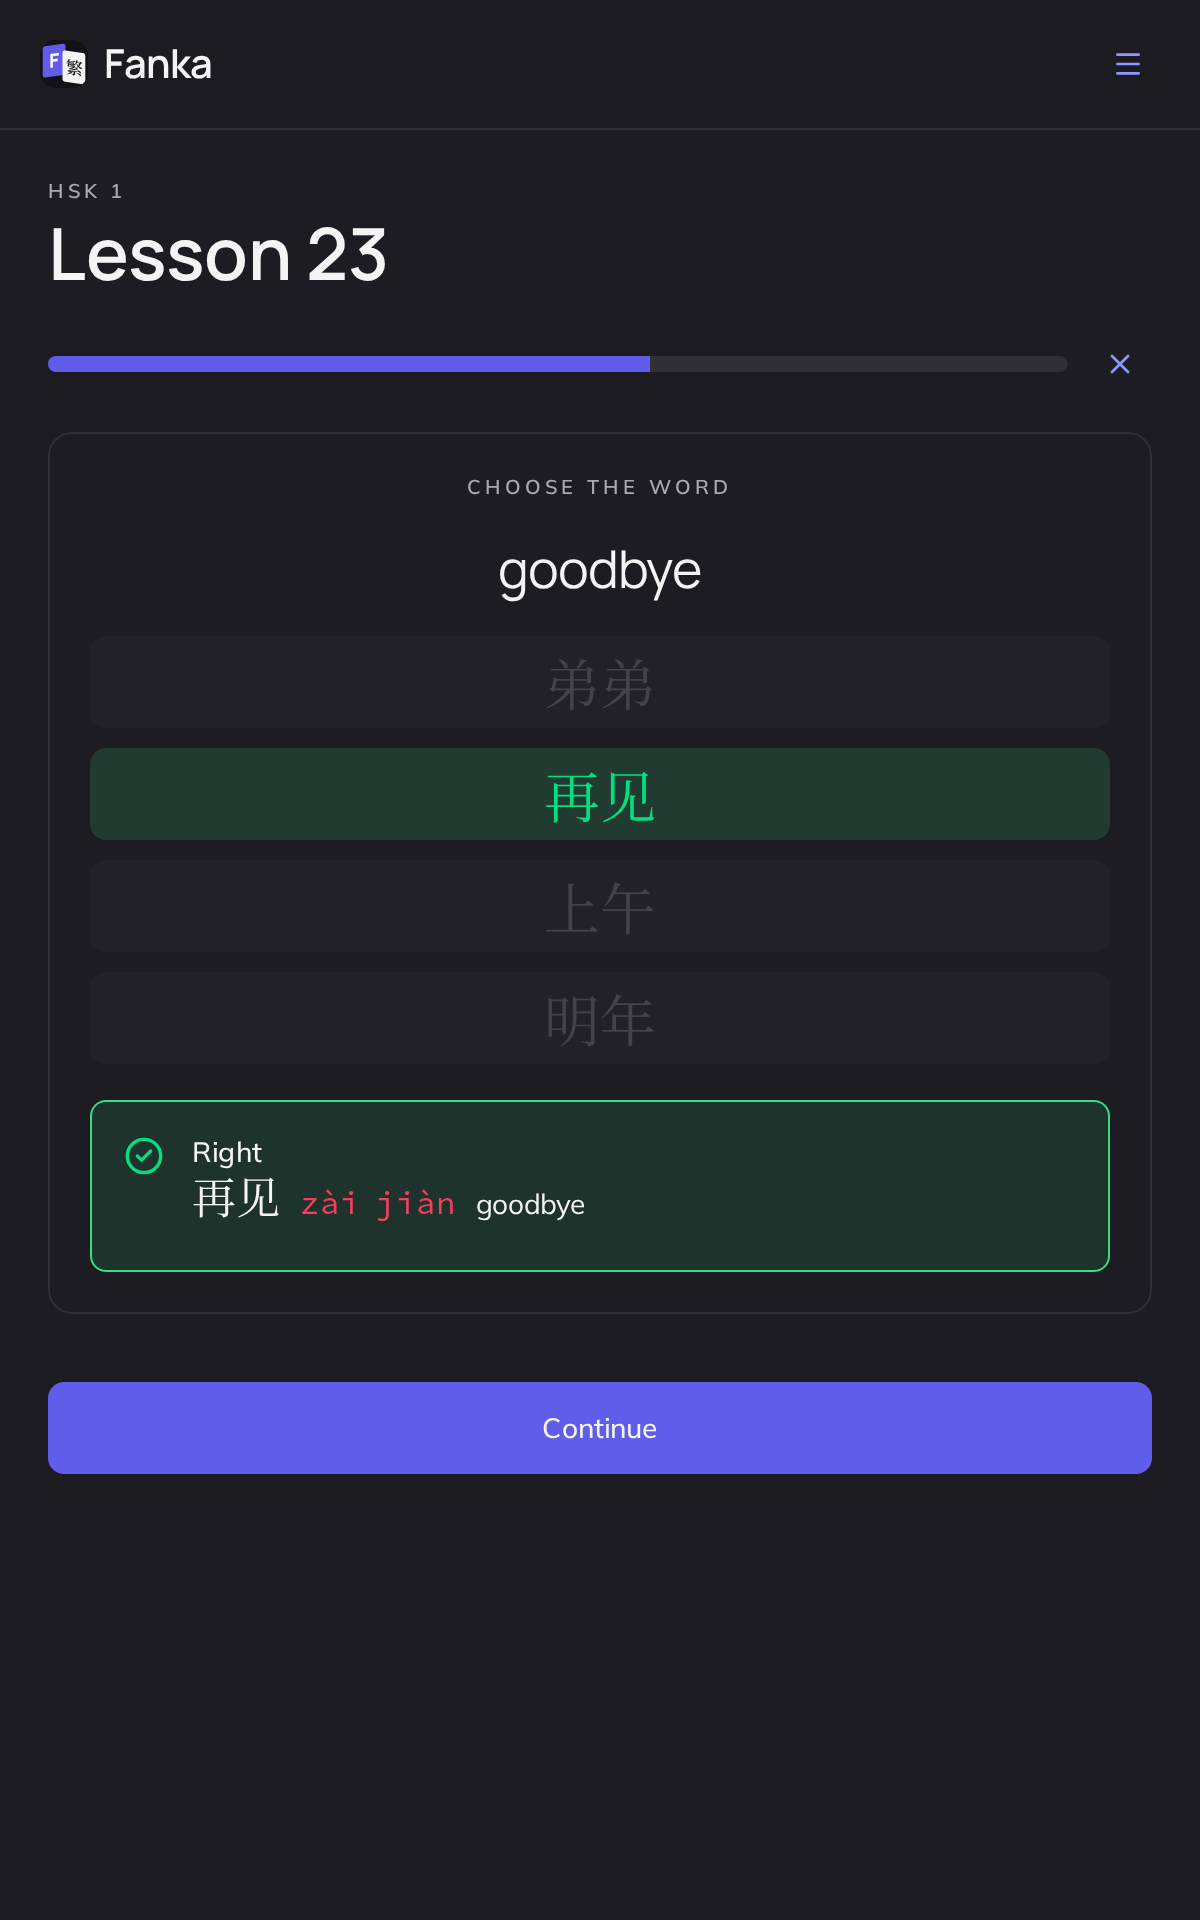 F 繁 Fanka
HSK 1
Lesson 23
CHOOSE THE WORD
goodbye
弟弟
再见
上午
明年
Right
再见 zài jiàn goodbye
Continue